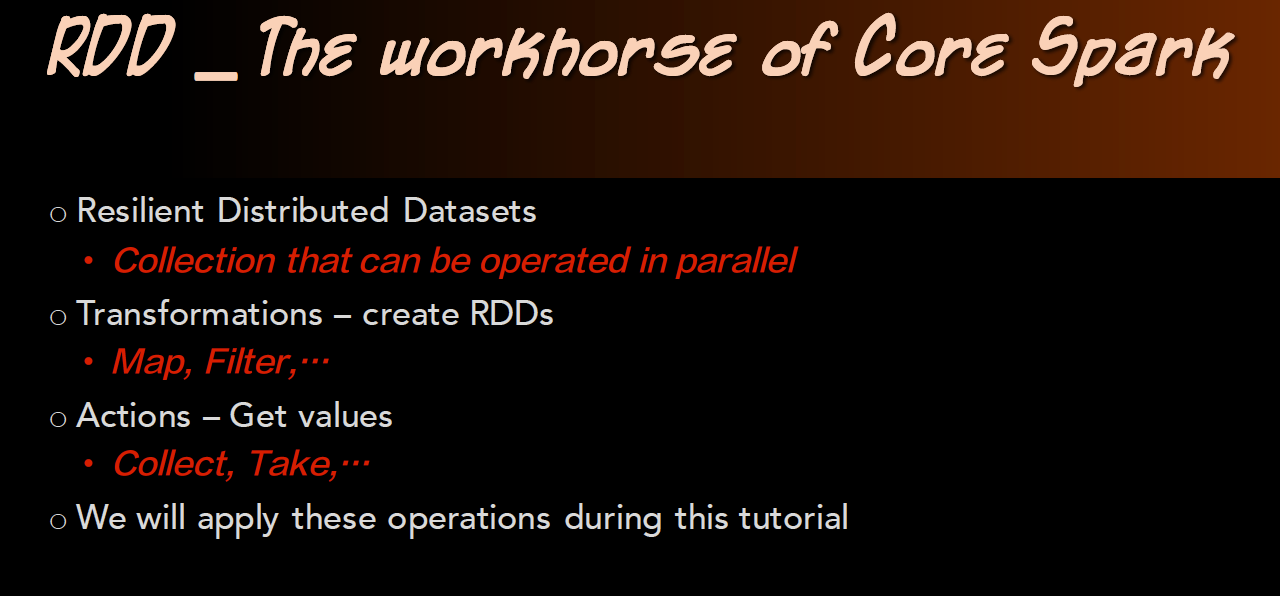 RDD _ The workhorse of Core Spark
○ Resilient Distributed Datasets
• Collection that can be operated in parallel
○ Transformations – create RDDs
• Map, Filter,…
○ Actions – Get values
• Collect, Take,…
○ We will apply these operations during this tutorial